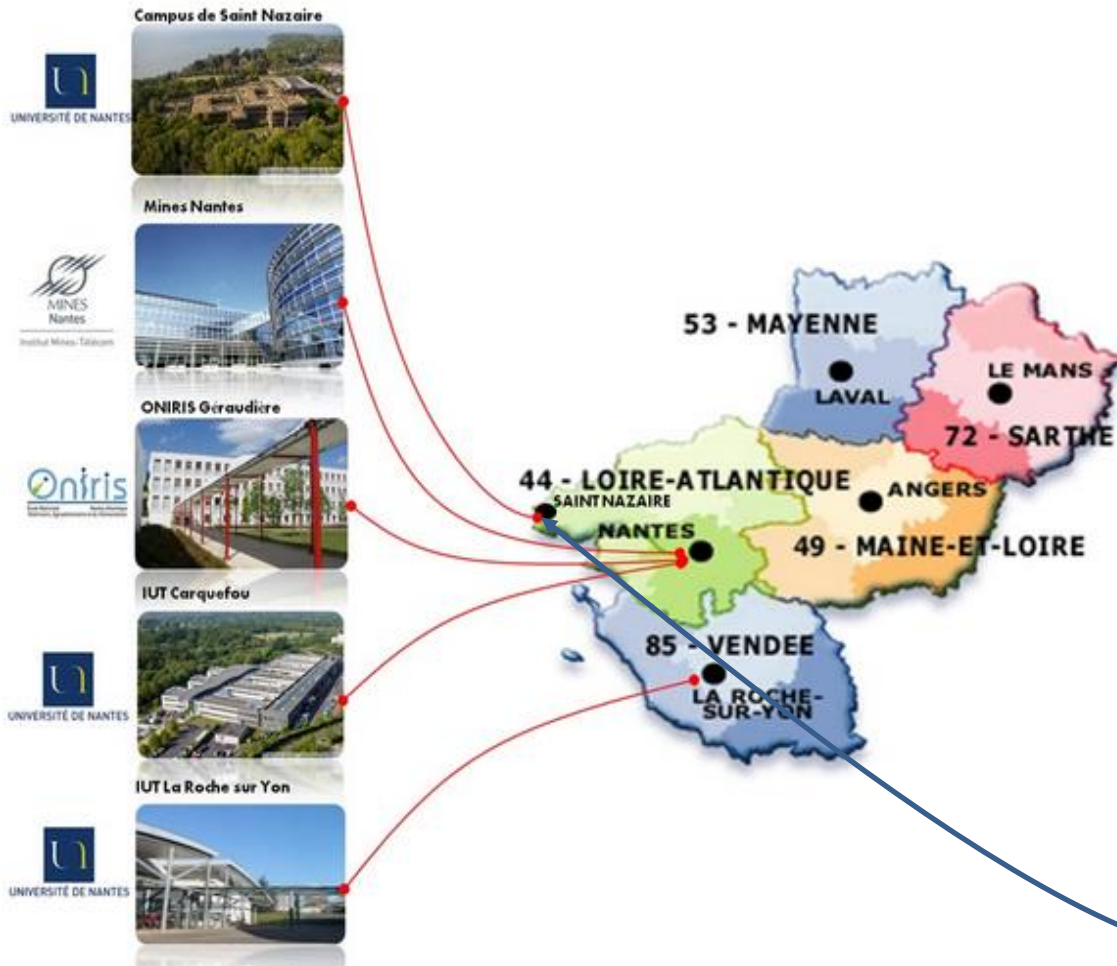 Campus de Saint Nazaire
UNIVERSITÉ DE NANTES
Mines Nantes
MINES
Nantes
Institut Mines-Télécom
ONIRIS Géraudière
Oniris
IUT Carquefou
UNIVERSITÉ DE NANTES
IUT La Roche sur Yon
UNIVERSITÉ DE NANTES
53 - MAYENNE
LAVAL
LE MANS
72 - SARTHE
44 - LOIRE-ATLANTIQUE
SAINT NAZAIRE
NANTES
ANGERS
49 - MAINE-ET-LOIRE
85 - VENDEE
LA ROCHE-
SUR-YON